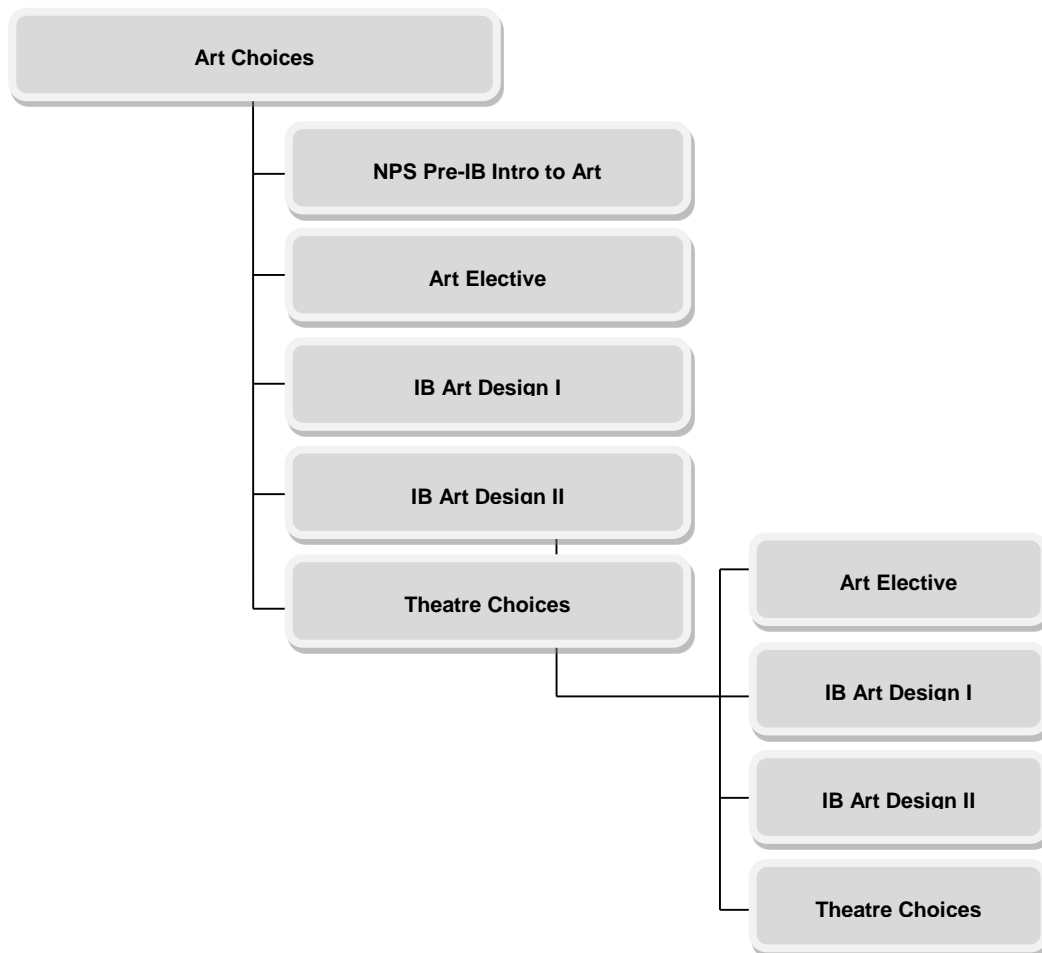 Art Choices
NPS Pre-IB Intro to Art
Art Elective
IB Art Design I
IB Art Design II
Theatre Choices
Art Elective
IB Art Design I
IB Art Design II
Theatre Choices